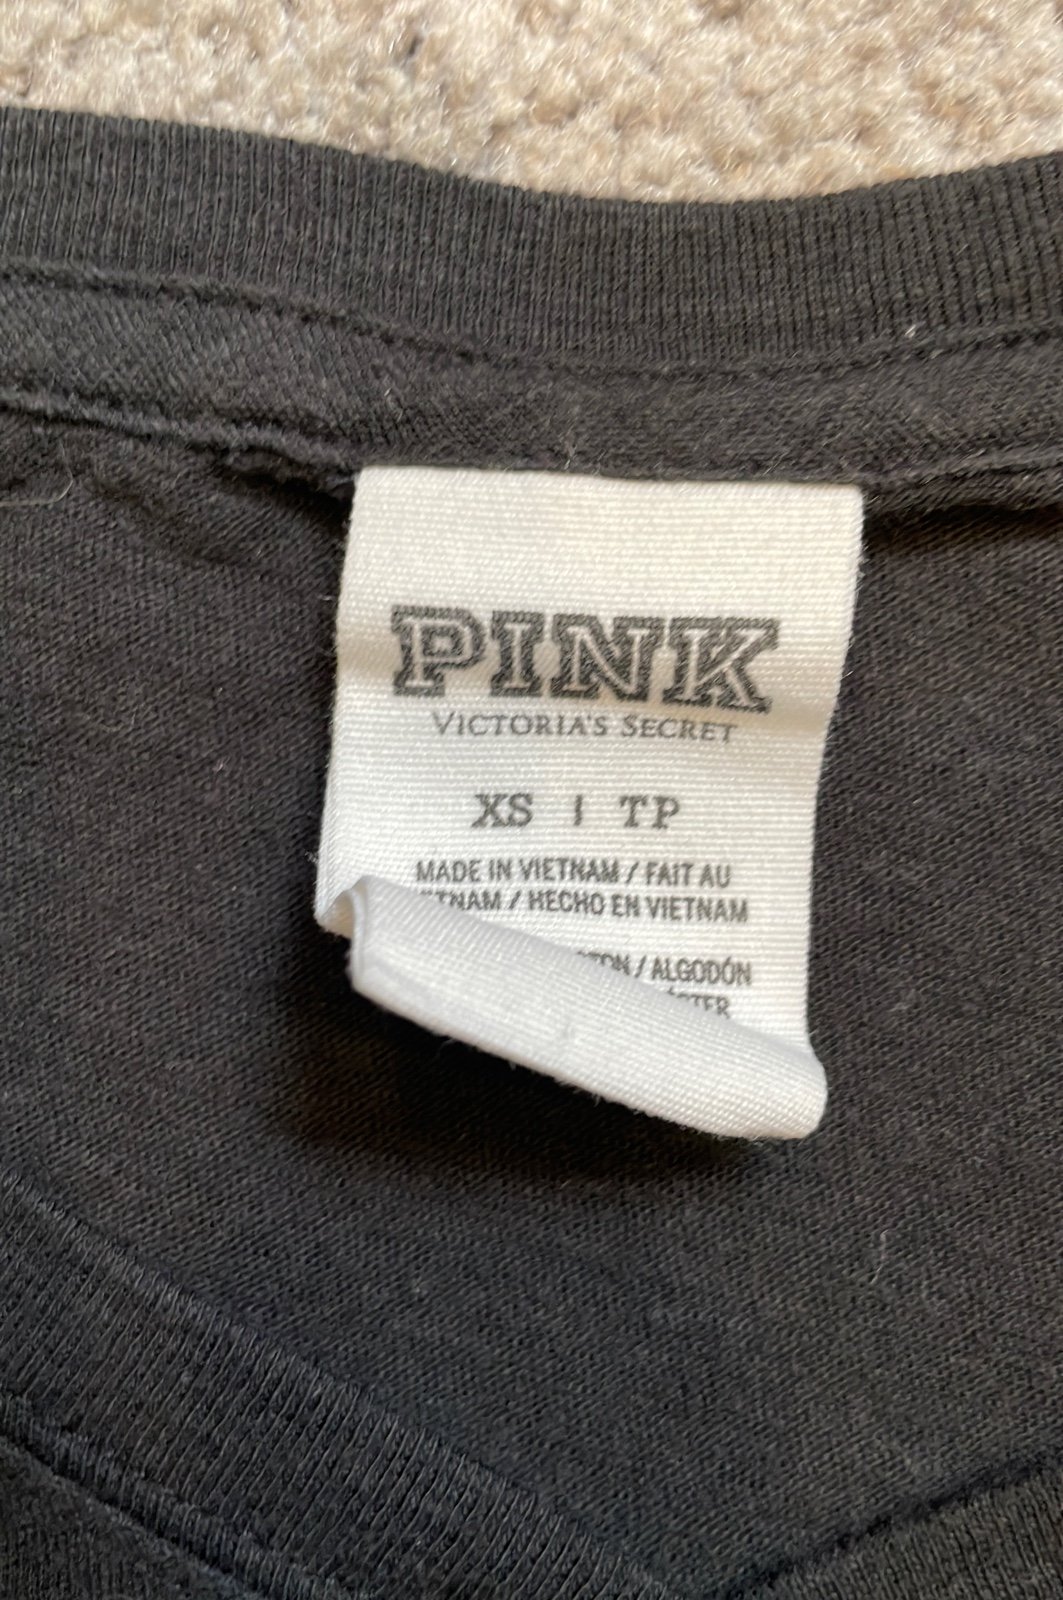 PINK
VICTORIA'S SECRET
XS | TP
MADE IN VIETNAM / FAIT AU
/ HECHO EN VIETNAM
/ ALGODÓN